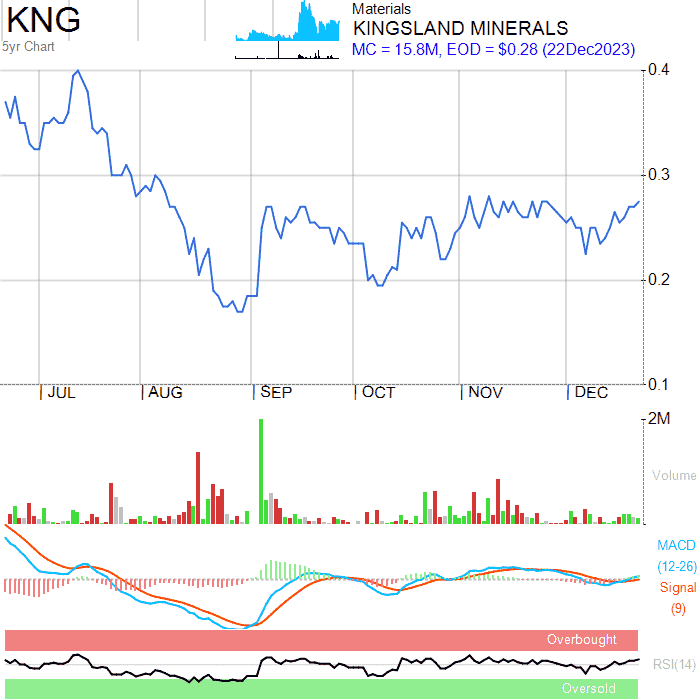 KNG
5yr Chart
Materials
KINGSLAND MINERALS
MC = 15.8M, EOD = $0.28 (22Dec2023)
0.4
0.3
0.2
0.1
JUL AUG SEP OCT NOV DEC
2M
Volume
MACD
(12-26)
Signal
(9)
Overbought
RSI(14)
Oversold